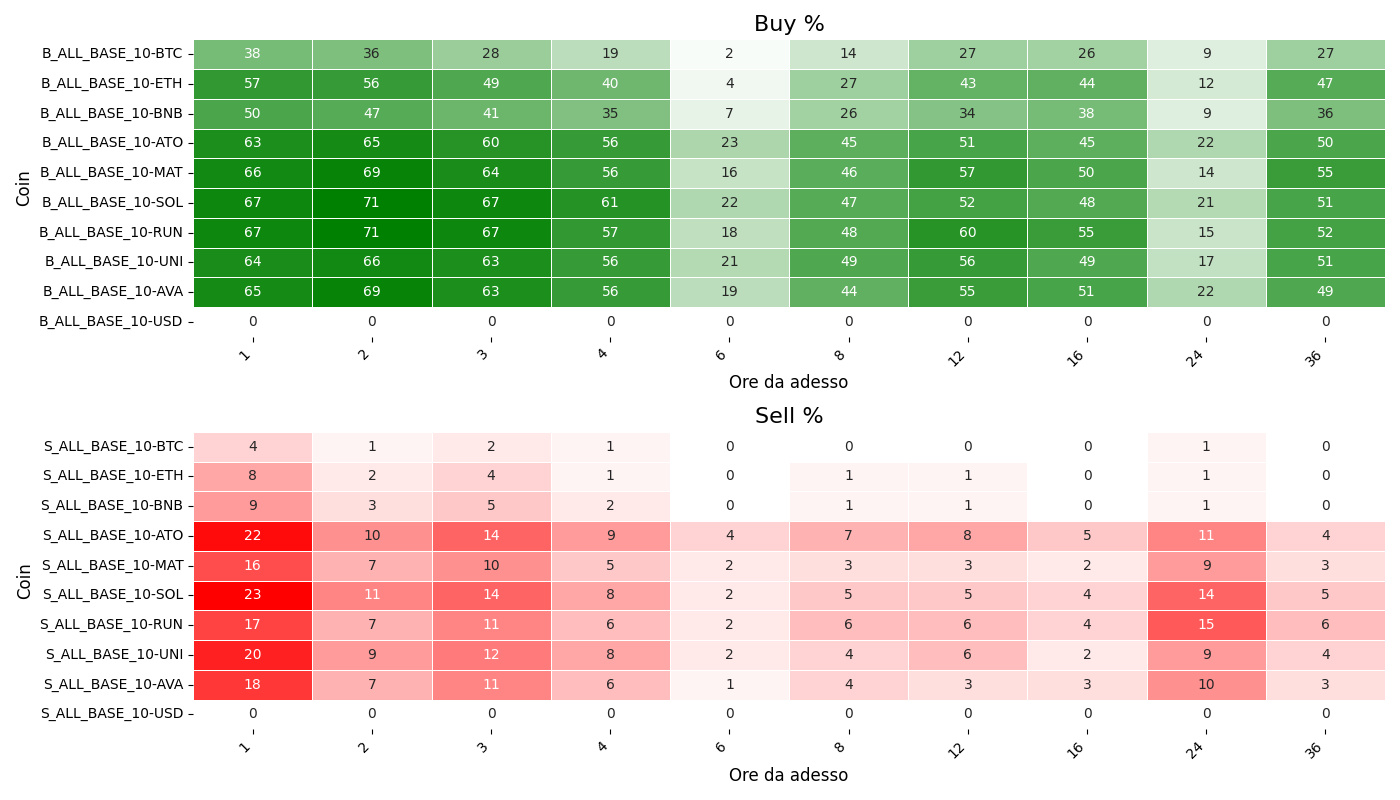 Buy %
Coin
B_ALL_BASE_10-BTC 38 36 28 19 2 14 27 26 9 27
B_ALL_BASE_10-ETH 57 56 49 40 4 27 43 44 12 47
B_ALL_BASE_10-BNB 50 47 41 35 7 26 34 38 9 36
B_ALL_BASE_10-ATO 63 65 60 56 23 45 51 45 22 50
B_ALL_BASE_10-MAT 66 69 64 56 16 46 57 50 14 55
B_ALL_BASE_10-SOL 67 71 67 61 22 47 52 48 21 51
B_ALL_BASE_10-RUN 67 71 67 57 18 48 60 55 15 52
B_ALL_BASE_10-UNI 64 66 63 56 21 49 56 49 17 51
B_ALL_BASE_10-AVA 65 69 63 56 19 44 55 51 22 49
B_ALL_BASE_10-USD 0 0 0 0 0 0 0 0 0 0
1 2 3 4 6 8 12 16 24 36
Ore da adesso
Sell %
Coin
S_ALL_BASE_10-BTC 4 1 2 1 0 0 0 0 1 0
S_ALL_BASE_10-ETH 8 2 4 1 0 1 1 0 1 0
S_ALL_BASE_10-BNB 9 3 5 2 0 1 1 0 1 0
S_ALL_BASE_10-ATO 22 10 14 9 4 7 8 5 11 4
S_ALL_BASE_10-MAT 16 7 10 5 2 3 3 2 9 3
S_ALL_BASE_10-SOL 23 11 14 8 2 5 5 4 14 5
S_ALL_BASE_10-RUN 17 7 11 6 2 6 6 4 15 6
S_ALL_BASE_10-UNI 20 9 12 8 2 4 6 2 9 4
S_ALL_BASE_10-AVA 18 7 11 6 1 4 3 3 10 3
S_ALL_BASE_10-USD 0 0 0 0 0 0 0 0 0 0
1 2 3 4 6 8 12 16 24 36
Ore da adesso